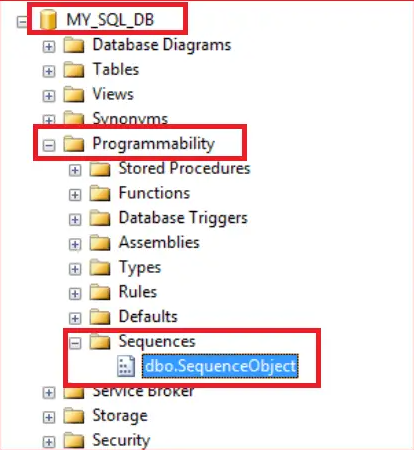 MY_SQL_DB
Database Diagrams
Tables
Views
Synonyms
Programmability
Stored Procedures
Functions
Database Triggers
Assemblies
Types
Rules
Defaults
Sequences
dbo.SequenceObject
Service Broker
Storage
Security